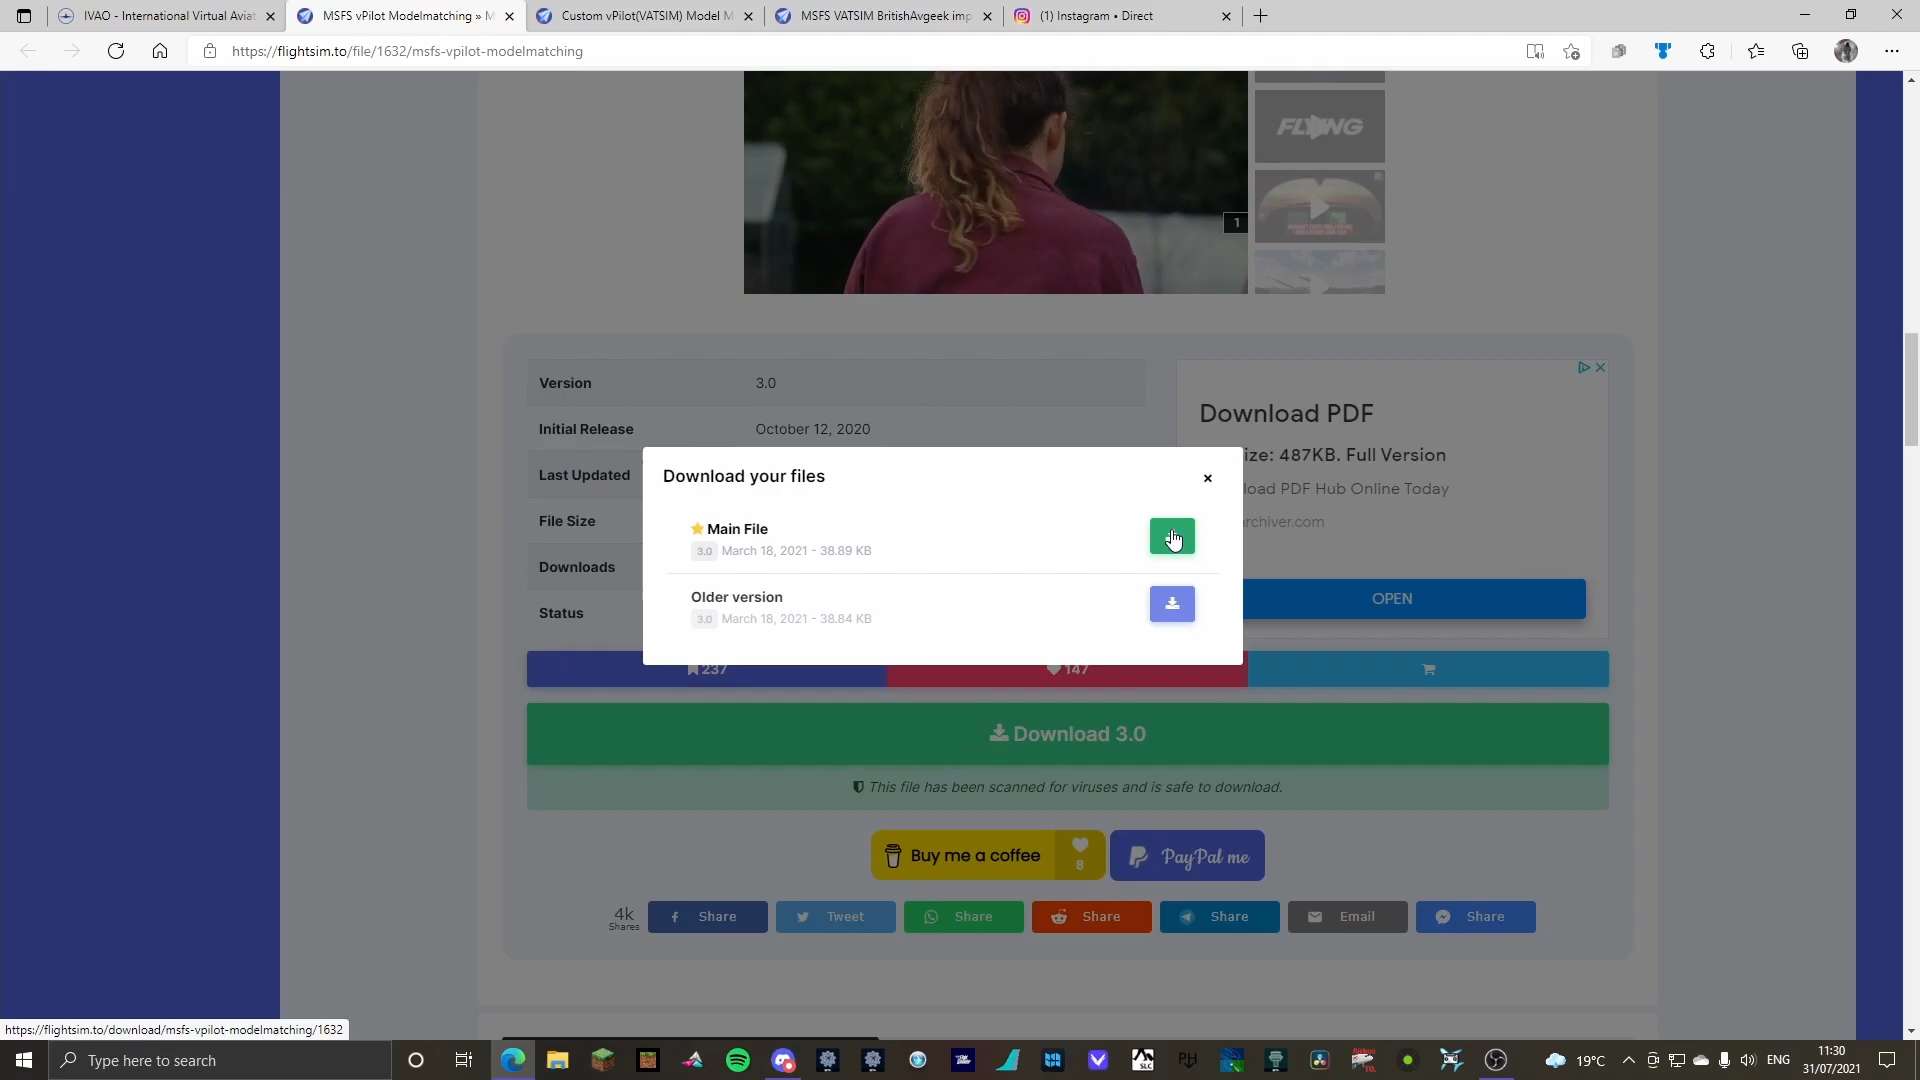 IVAO - International Virtual Aviat
MSFS vPilot Modelmatching » M
Custom vPilot(VATSIM) Model M
MSFS VATSIM BritishAvgeek imp
(1) Instagram • Direct
https://flightsim.to/file/1632/msfs-vpilot-modelmatching
FLYING
1
Version 3.0
Initial Release October 12, 2020
Last Updated
File Size
Downloads
Status
Download PDF
ize: 487KB. Full Version
load PDF Hub Online Today
archiver.com
OPEN
Download your files
Main File
3.0 March 18, 2021 - 38.89 KB
Older version
3.0 March 18, 2021 - 38.84 KB
237
147
Download 3.0
This file has been scanned for viruses and is safe to download.
Buy me a coffee
8
PayPal me
4k
Shares
Share
Tweet
Share
Share
Share
Email
Share
https://flightsim.to/download/msfs-vpilot-modelmatching/1632
Type here to search
SLC
19°C
ENG
11:30
31/07/2021